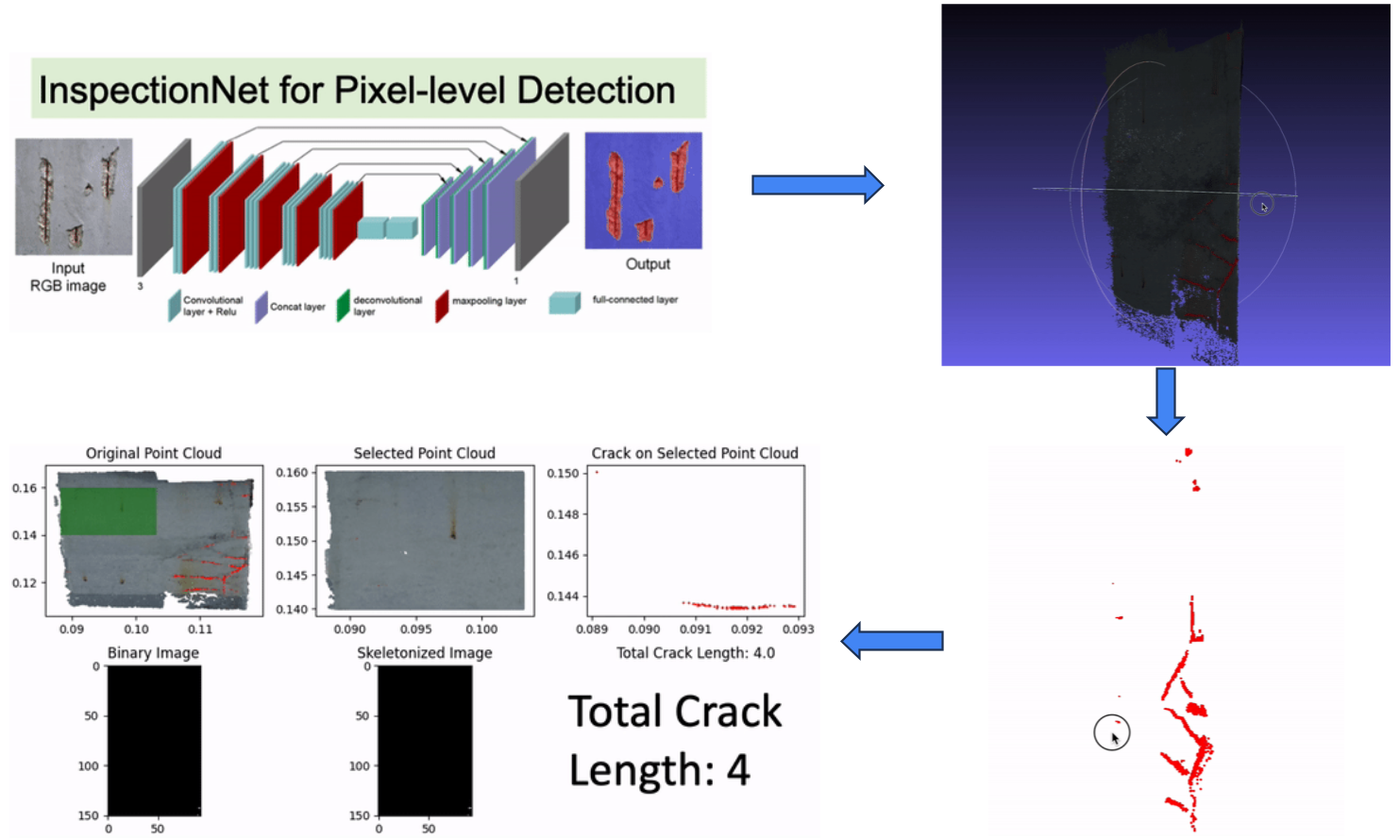 InspectionNet for Pixel-level Detection
Input
RGB image
3
1
Output
Convolutional
layer + Relu
Concat layer
deconvolutional
layer
maxpooling layer
full-connected layer
Original Point Cloud
0.16
0.14
0.12
0.09 0.10 0.11
Selected Point Cloud
0.160
0.155
0.150
0.145
0.140
0.090 0.095 0.100
Crack on Selected Point Cloud
0.150
0.148
0.146
0.144
0.089 0.090 0.091 0.092 0.093
Binary Image
0
50
100
150
0 50
Skeletonized Image
0
50
100
150
0 50
Total Crack Length: 4.0
Total Crack
Length: 4